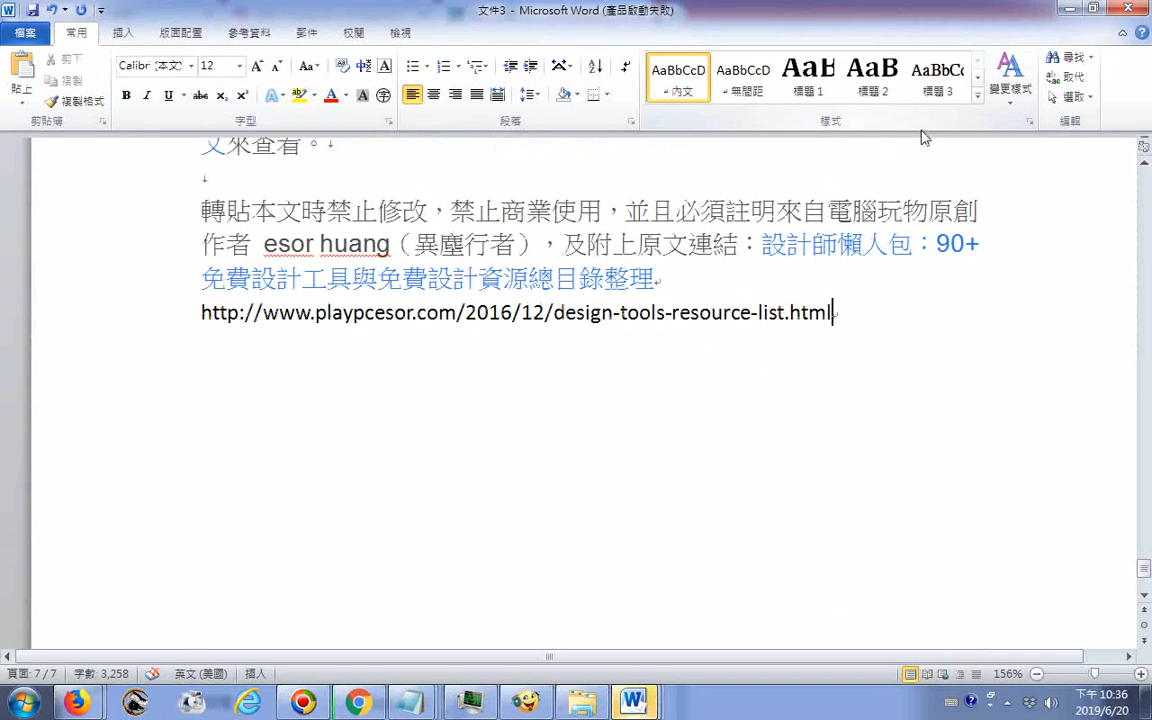 文件3 - Microsoft Word (產品啟動失敗)
檔案 常用 插入 版面配置 參考資料 郵件 校閱 檢視
貼上 剪下 複製 複製格式 剪貼簿
Calibri (本文) 12 字型
段落
AaBbCcD 內文 AaBbCcD 無間距 AaBb 標題 1 AaB 標題 2 AaBbCc 標題 3 變更樣式 樣式
尋找 取代 選取 編輯
文來查看。
轉貼本文時禁止修改，禁止商業使用，並且必須註明來自電腦玩物原創
作者 esor huang（異塵行者），及附上原文連結：設計師懶人包：90+
免費設計工具與免費設計資源總目錄整理
http://www.playpcesor.com/2016/12/design-tools-resource-list.html
頁面: 7 / 7 字數: 3,258 英文 (美國) 插入 156%
下午 10:36
2019/6/20